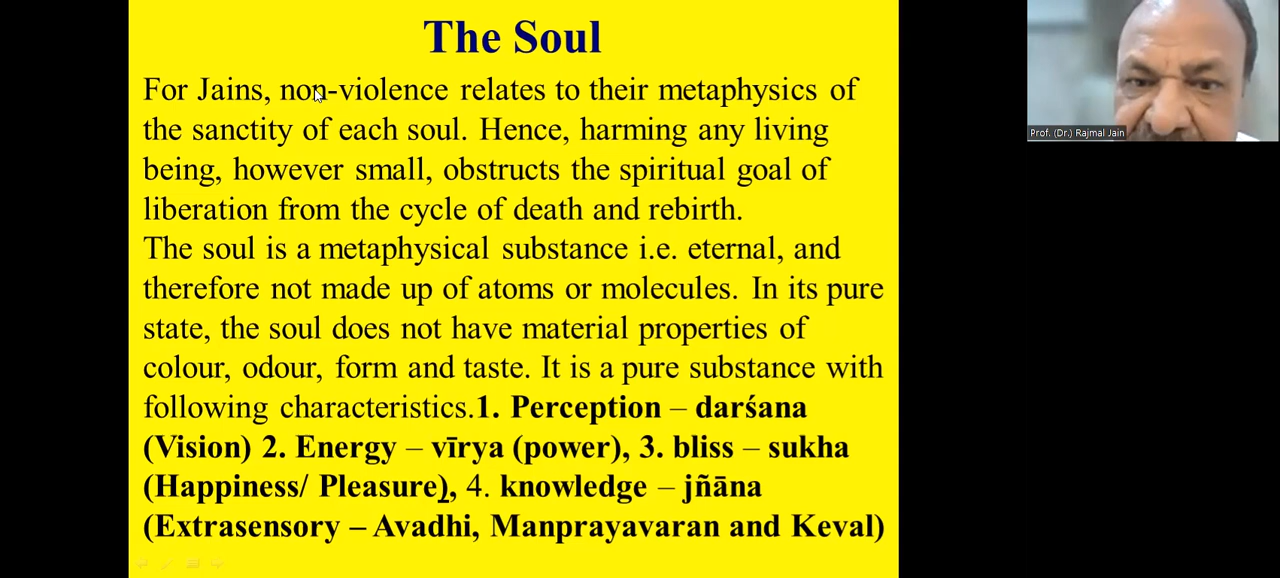 The Soul
For Jains, non-violence relates to their metaphysics of
the sanctity of each soul. Hence, harming any living
being, however small, obstructs the spiritual goal of
liberation from the cycle of death and rebirth.
The soul is a metaphysical substance i.e. eternal, and
therefore not made up of atoms or molecules. In its pure
state, the soul does not have material properties of
colour, odour, form and taste. It is a pure substance with
following characteristics.1. Perception – darśana
(Vision) 2. Energy – vīrya (power), 3. bliss – sukha
(Happiness/ Pleasure), 4. knowledge – jñāna
(Extrasensory – Avadhi, Manprayavaran and Keval)
Prof. (Dr.) Rajmal Jain